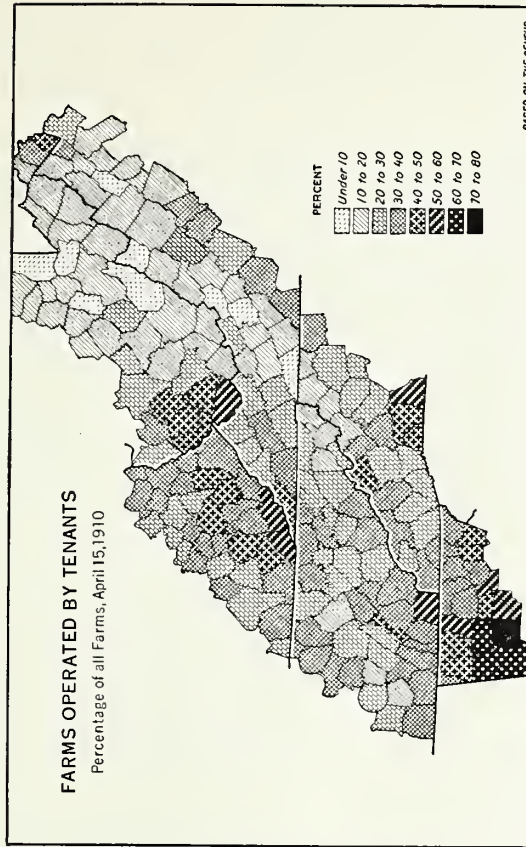 FARMS OPERATED BY TENANTS
Percentage of all Farms, April 15, 1910
PERCENT
Under 10
10 to 20
20 to 30
30 to 40
40 to 50
50 to 60
60 to 70
70 to 80
BASED ON THE